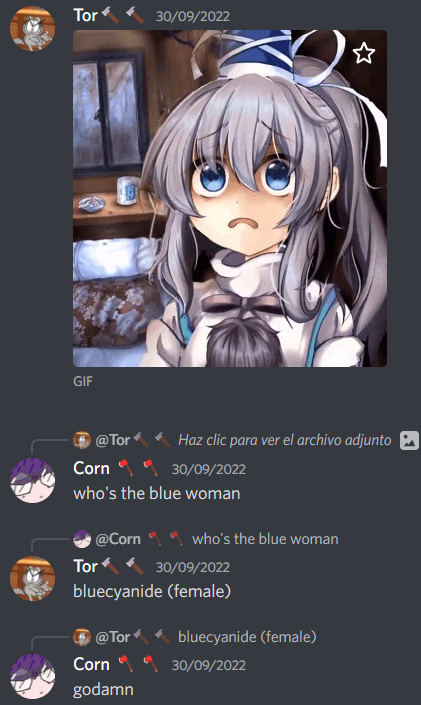 Tor 30/09/2022
GIF
@Tor Haz clic para ver el archivo adjunto
Corn 30/09/2022
who's the blue woman
@Corn who's the blue woman
Tor 30/09/2022
bluecyanide (female)
@Tor bluecyanide (female)
Corn 30/09/2022
godamn